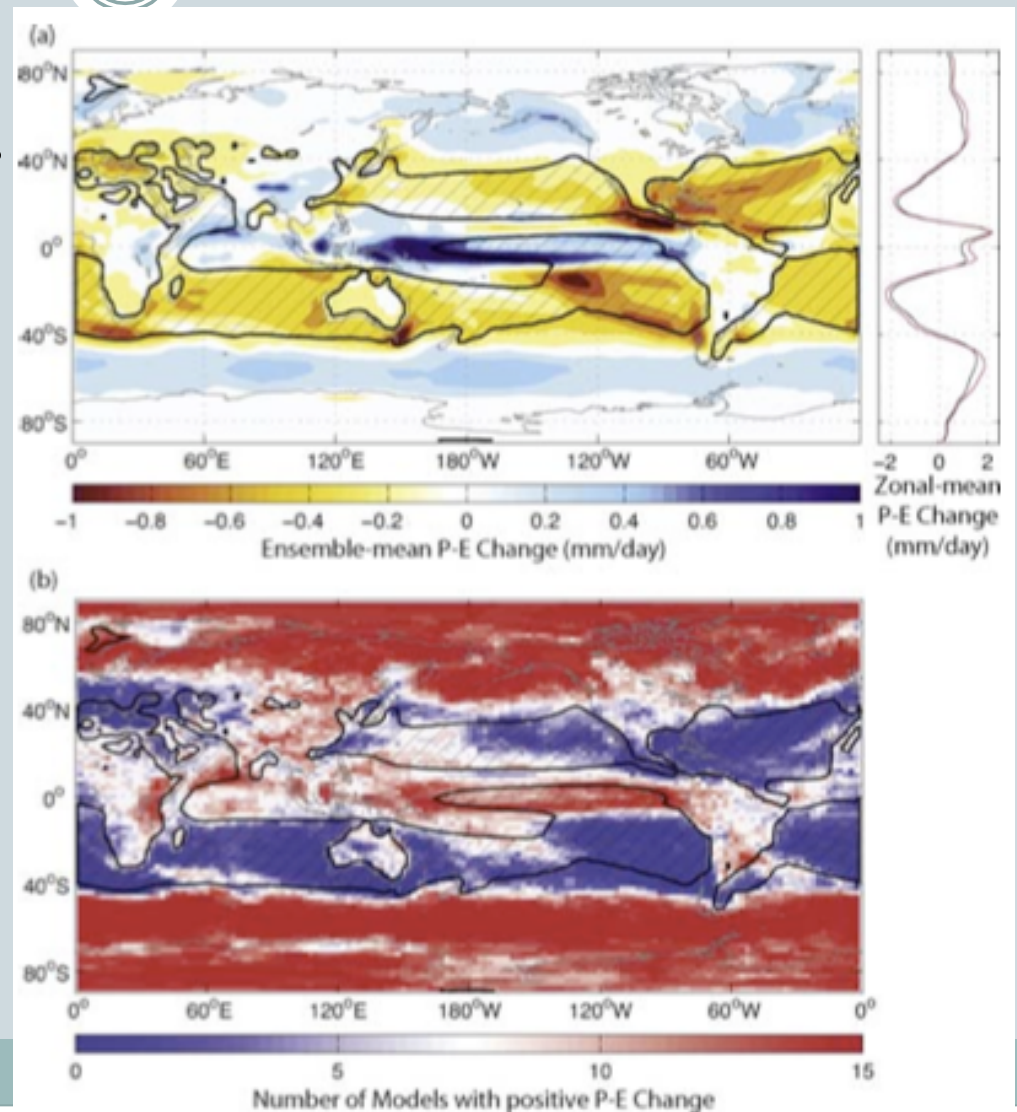 (a)
80°N
40°N
0°
40°S
80°S
0° 60°E 120°E 180°W 120°W 60°W
−2 0 2
Zonal-mean
P-E Change
(mm/day)
−1 −0.8 −0.6 −0.4 −0.2 0 0.2 0.4 0.6 0.8 1
Ensemble-mean P-E Change (mm/day)
(b)
80°N
40°N
0°
40°S
80°S
0° 60°E 120°E 180°W 120°W 60°W 0°
0 5 10 15
Number of Models with positive P-E Change